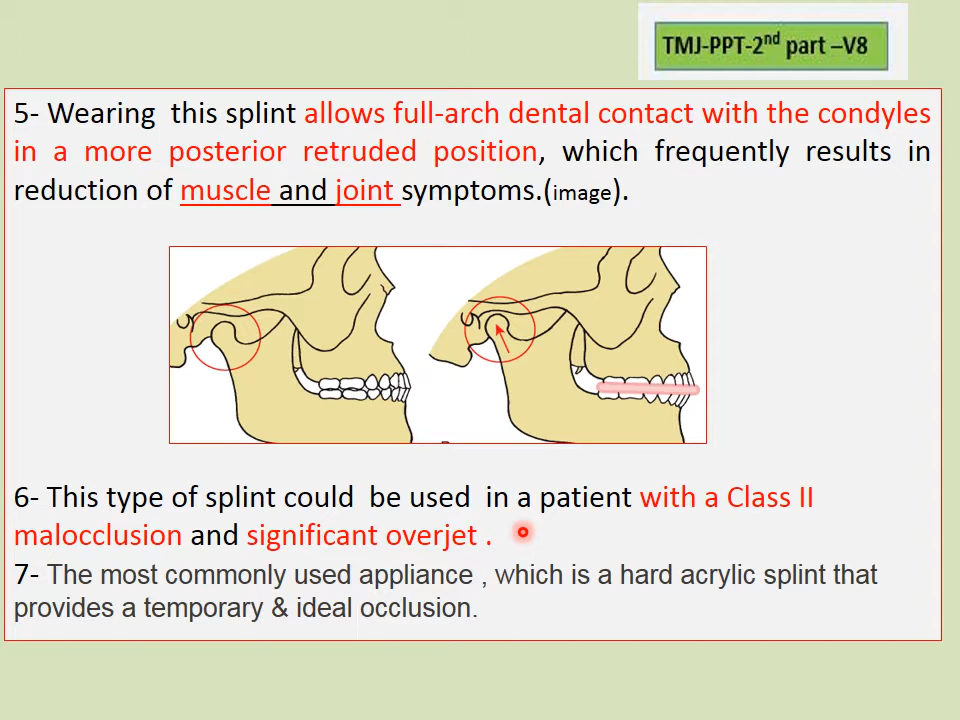 TMJ-PPT-2nd part –V8
5- Wearing this splint allows full-arch dental contact with the condyles
in a more posterior retruded position, which frequently results in
reduction of muscle and joint symptoms.(image).
6- This type of splint could be used in a patient with a Class II
malocclusion and significant overjet .
7- The most commonly used appliance , which is a hard acrylic splint that
provides a temporary & ideal occlusion.